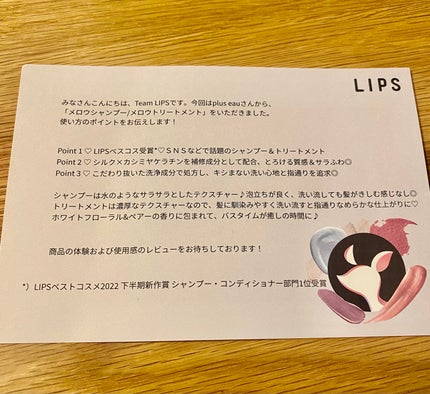 LIPS
みなさんこんにちは、Team LIPSです。今回はplus eauさんから、
「メロウシャンプー/メロウトリートメント」をいただきました。
使い方のポイントをお伝えします！
Point 1 ♡ LIPSベスコス受賞*♡ＳＮＳなどで話題のシャンプー＆トリートメント
Point 2 ♡ シルク×カシミヤケラチンを補修成分として配合、とろける質感＆サラふわ◎
Point 3 ♡ こだわり抜いた洗浄成分で処方し、キシまない洗い心地と指通りを追求◎
シャンプーは水のようなサラサラとしたテクスチャー♪泡立ちが良く、洗い流しても髪がきしむ感じなし◎
トリートメントは濃厚なテクスチャーなので、髪に馴染みやすく洗い流すと指通りなめらかな仕上がりに♡
ホワイトフローラル&ペアーの香りに包まれて、バスタイムが癒しの時間に♪
商品の体験および使用感のレビューをお待ちしております！
*）LIPSベストコスメ2022 下半期新作賞 シャンプー・コンディショナー部門1位受賞